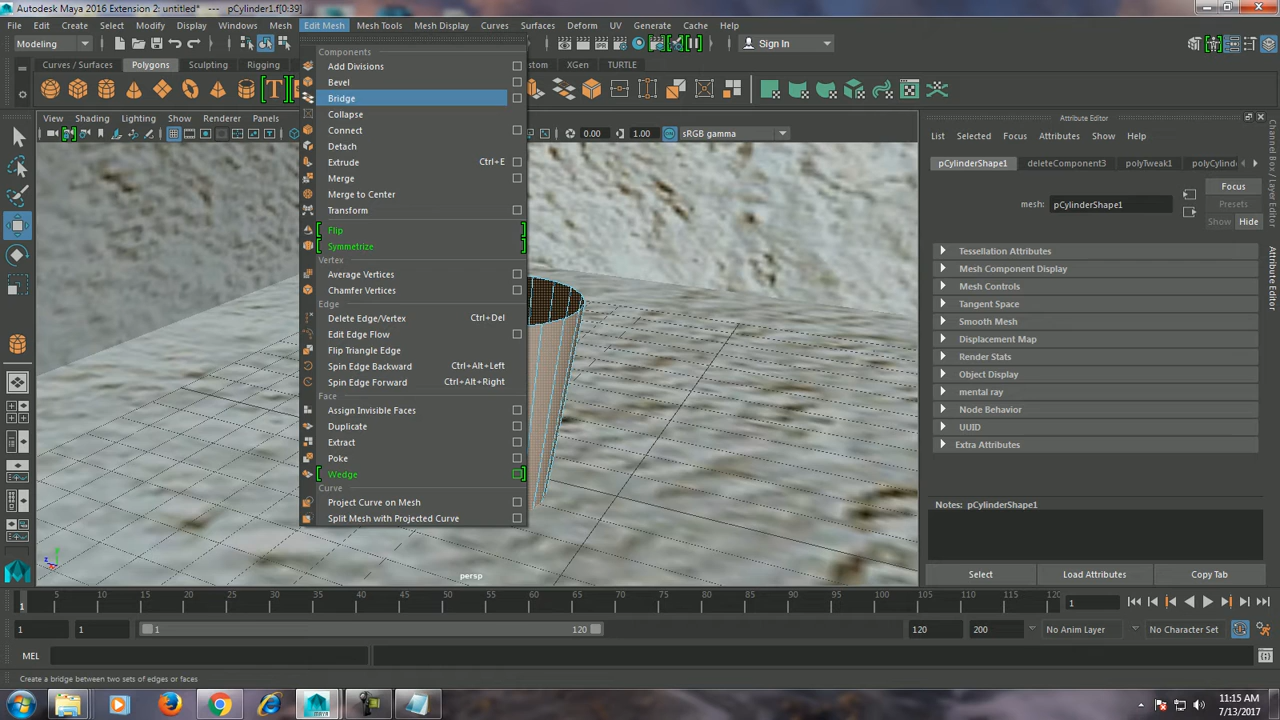 Autodesk Maya 2016 Extension 2: untitled*   ---   pCylinder1.f[0:39]
File Edit Create Select Modify Display Windows Mesh Edit Mesh Mesh Tools Mesh Display Curves Surfaces Deform UV Generate Cache Help
Modeling Sign In
Curves / Surfaces Polygons Sculpting Rigging XGen TURTLE
View Shading Lighting Show Renderer Panels
0.00 1.00 sRGB gamma
Components
Add Divisions
Bevel
Bridge
Collapse
Connect
Detach
Extrude Ctrl+E
Merge
Merge to Center
Transform
Flip
Symmetrize
Vertex
Average Vertices
Chamfer Vertices
Edge
Delete Edge/Vertex Ctrl+Del
Edit Edge Flow
Flip Triangle Edge
Spin Edge Backward Ctrl+Alt+Left
Spin Edge Forward Ctrl+Alt+Right
Face
Assign Invisible Faces
Duplicate
Extract
Poke
Wedge
Curve
Project Curve on Mesh
Split Mesh with Projected Curve
persp
Attribute Editor
List Selected Focus Attributes Show Help
pCylinderShape1 deleteComponent3 polyTweak1
mesh: pCylinderShape1
Focus
Presets
Show Hide
Tessellation Attributes
Mesh Component Display
Mesh Controls
Tangent Space
Smooth Mesh
Displacement Map
Render Stats
Object Display
mental ray
Node Behavior
UUID
Extra Attributes
Notes: pCylinderShape1
Select Load Attributes Copy Tab
Channel Box / Layer Editor
Attribute Editor
1 5 10 15 20 25 30 35 40 45 50 55 60 65 70 75 80 85 90 95 100 105 110 115 120 1
1 1 1 120 120 200 No Anim Layer No Character Set
MEL
Create a bridge between two sets of edges or faces
11:15 AM
7/13/2017